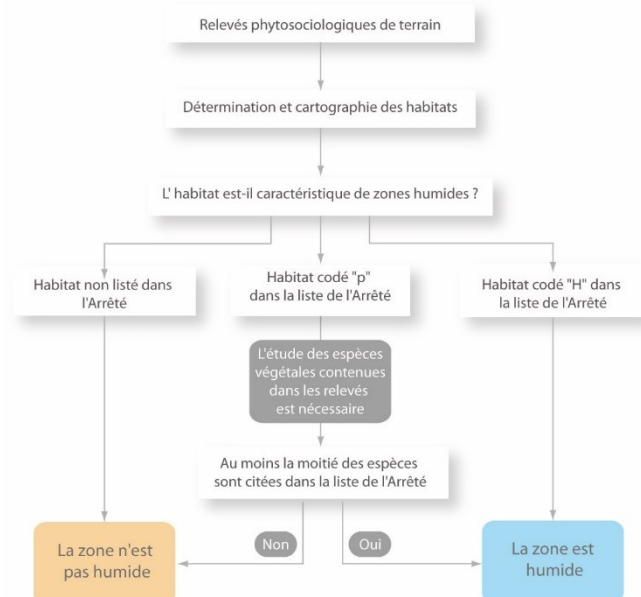 Relevés phytosociologiques de terrain
Détermination et cartographie des habitats
L' habitat est-il caractéristique de zones humides ?
Habitat non listé dans
l'Arrêté
Habitat codé "p"
dans la liste de l'Arrêté
Habitat codé "H" dans
la liste de l'Arrêté
L'étude des espèces
végétales contenues
dans les relevés
est nécessaire
Au moins la moitié des espèces
sont citées dans la liste de l'Arrêté
Non
Oui
La zone n'est
pas humide
La zone est
humide